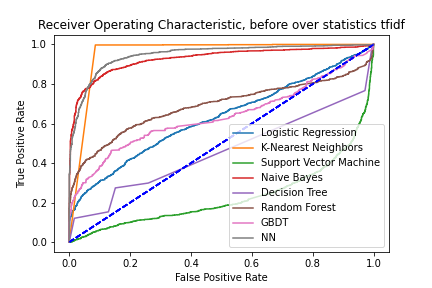 Receiver Operating Characteristic, before over statistics tfidf
True Positive Rate
1.0
0.8
0.6
0.4
0.2
0.0
Logistic Regression
K-Nearest Neighbor
Support Vector Machine
Naive Bayes
Decision Tree
Random Forest
GBDT
NN
0.0 0.2 0.4 0.6 0.8 1.0
False Positive Rate